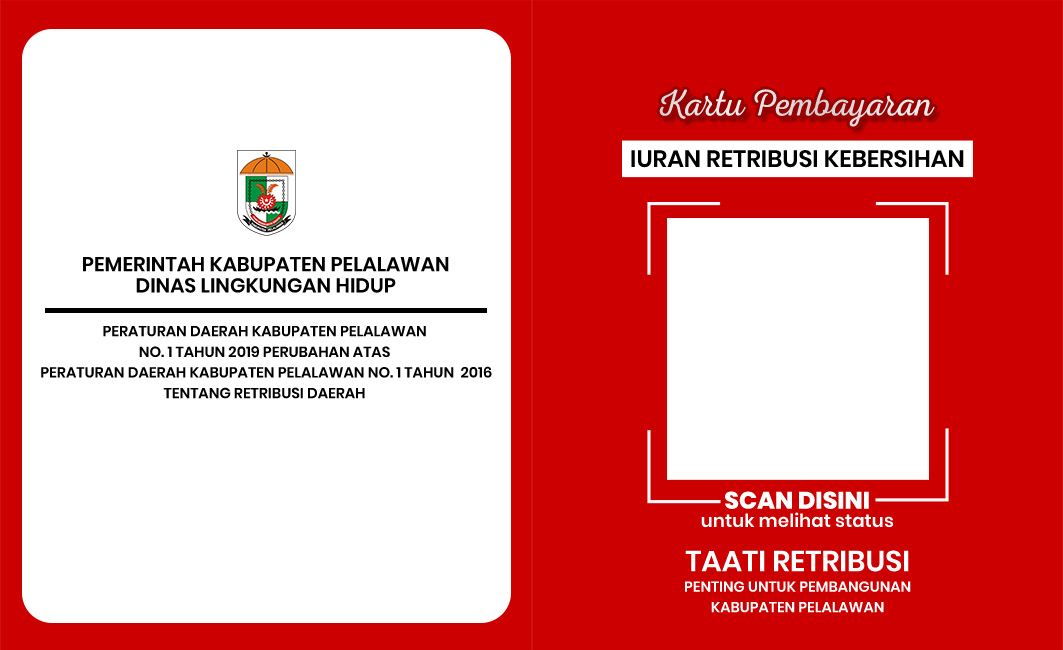 PEMERINTAH KABUPATEN PELALAWAN
DINAS LINGKUNGAN HIDUP
PERATURAN DAERAH KABUPATEN PELALAWAN
NO. 1 TAHUN 2019 PERUBAHAN ATAS
PERATURAN DAERAH KABUPATEN PELALAWAN NO. 1 TAHUN 2016
TENTANG RETRIBUSI DAERAH
Kartu Pembayaran
IURAN RETRIBUSI KEBERSIHAN
SCAN DISINI
untuk melihat status
TAATI RETRIBUSI
PENTING UNTUK PEMBANGUNAN
KABUPATEN PELALAWAN